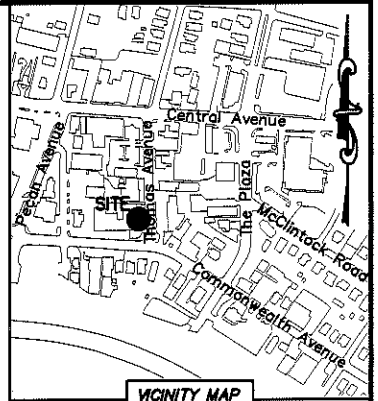 Central Avenue
Pecan Avenue
Thomas Avenue
SITE
The Plaza
McClintock Road
Commonwealth Avenue
VICINITY MAP